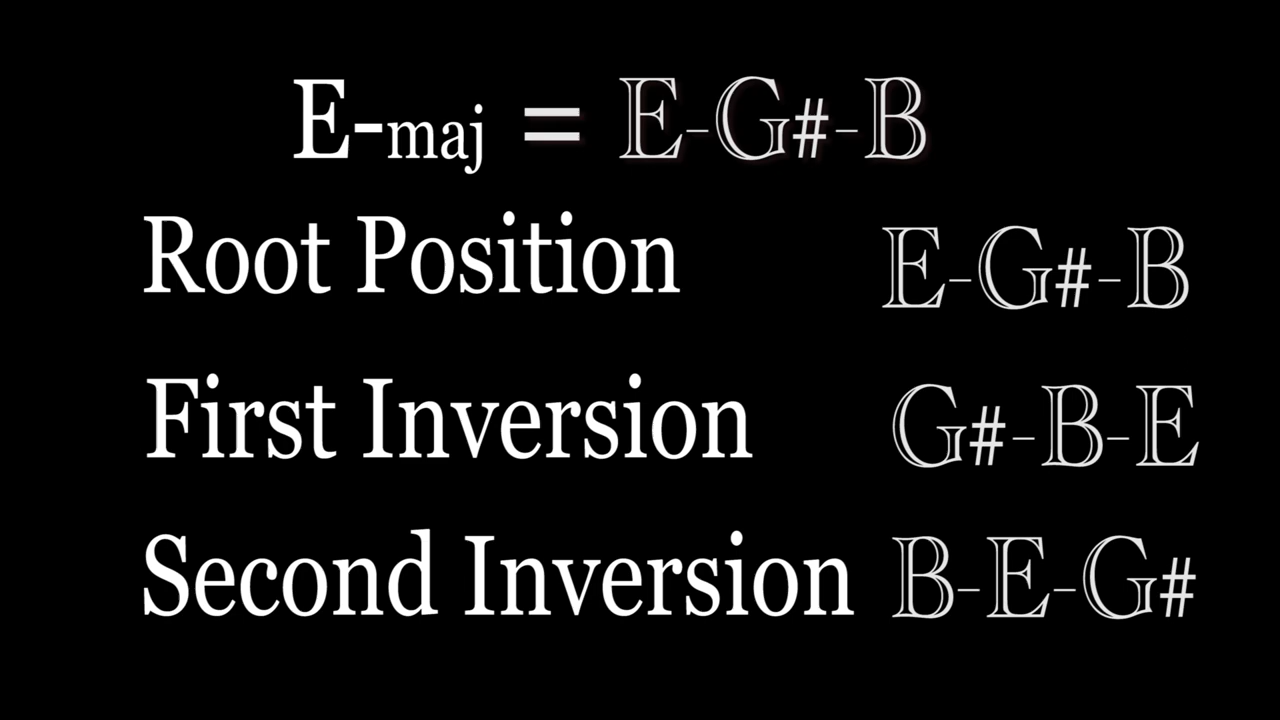 E-maj = E-G#-B
Root Position E-G#-B
First Inversion G#-B-E
Second Inversion B-E-G#